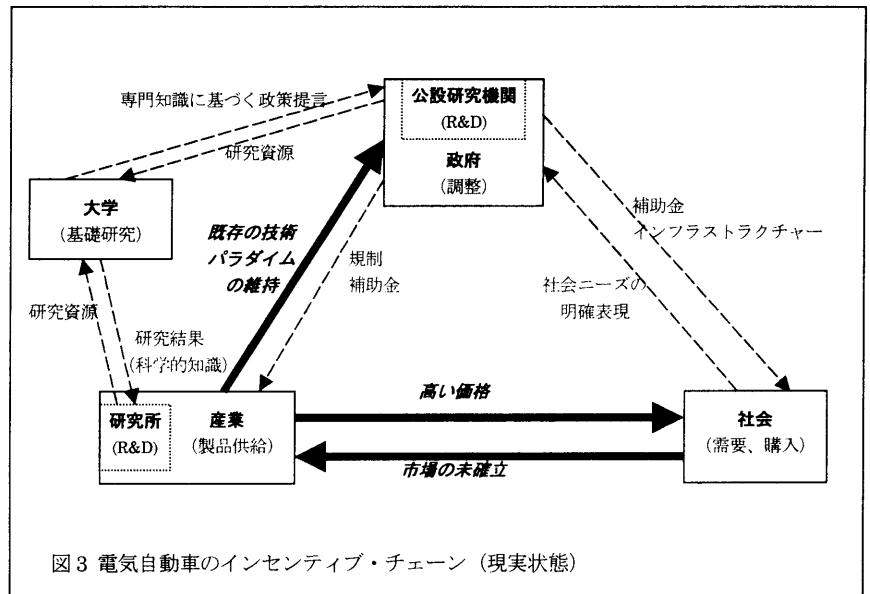 専門知識に基づく政策提言
公設研究機関
(R&D)
研究資源
政府
(調整)
大学
(基礎研究)
既存の技術
パラダイム
の維持
規制
補助金
補助金
インフラストラクチャー
社会ニーズの
明確表現
研究資源
研究結果
(科学的知識)
研究所
(R&D)
産業
(製品供給)
高い価格
市場の未確立
社会
(需要、購入)
図3 電気自動車のインセンティブ・チェーン (現実状態)